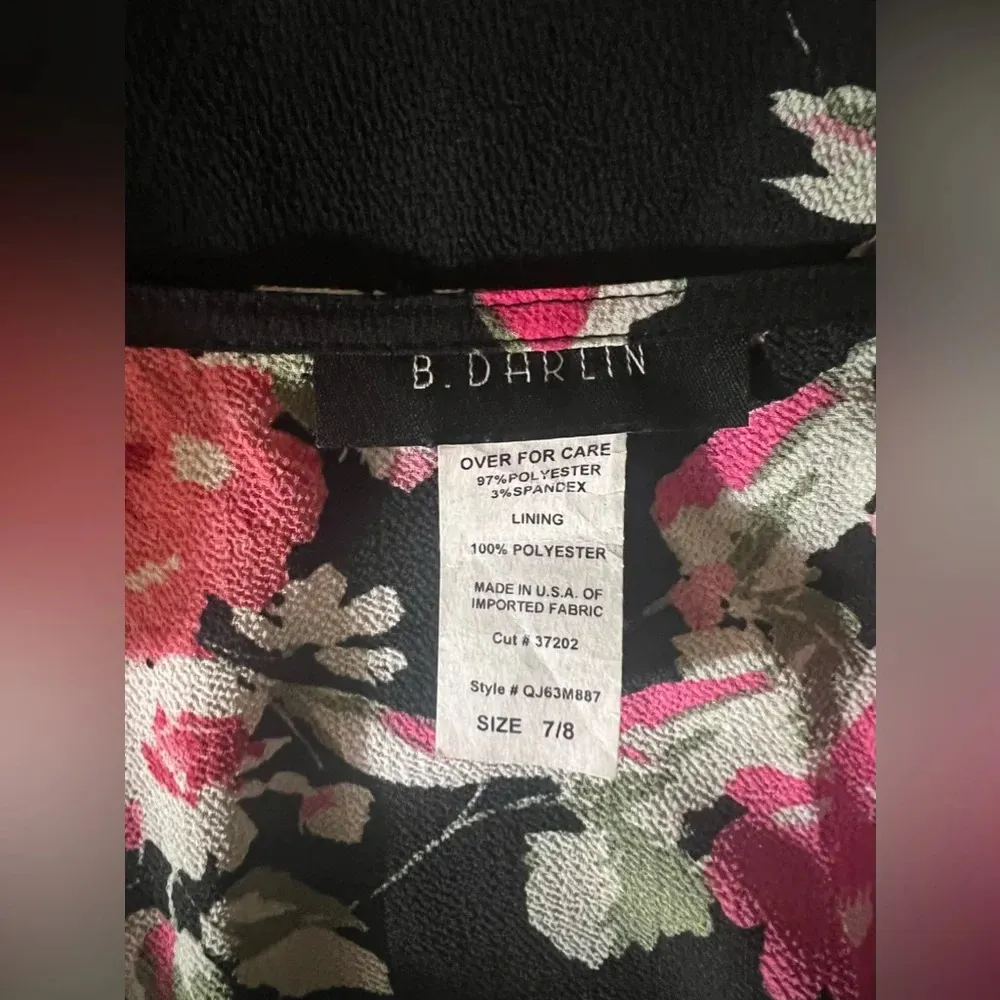 B. DARLIN
OVER FOR CARE
97%POLYESTER
3%SPANDEX
LINING
100% POLYESTER
MADE IN U.S.A. OF
IMPORTED FABRIC
Cut # 37202
Style # QJ63M887
SIZE 7/8